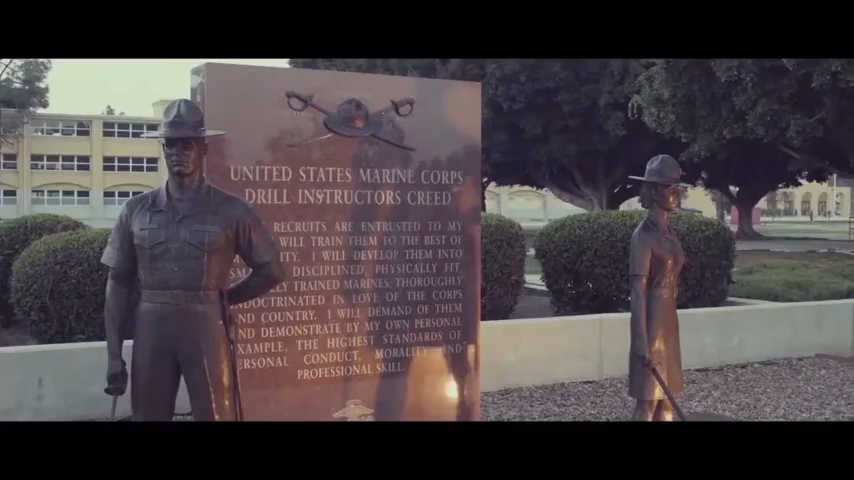 UNITED STATES MARINE CORPS
DRILL INSTRUCTORS CREED
RECRUITS ARE ENTRUSTED TO MY
WILL TRAIN THEM TO THE BEST OF
I WILL DEVELOP THEM INTO
DISCIPLINED, PHYSICALLY FIT,
TRAINED MARINES, THOROUGHLY
INDOCTRINATED IN LOVE OF THE CORPS
AND COUNTRY. I WILL DEMAND OF THEM
AND DEMONSTRATE BY MY OWN PERSONAL
EXAMPLE, THE HIGHEST STANDARDS OF
PERSONAL CONDUCT, MORALITY AND
PROFESSIONAL SKILL.